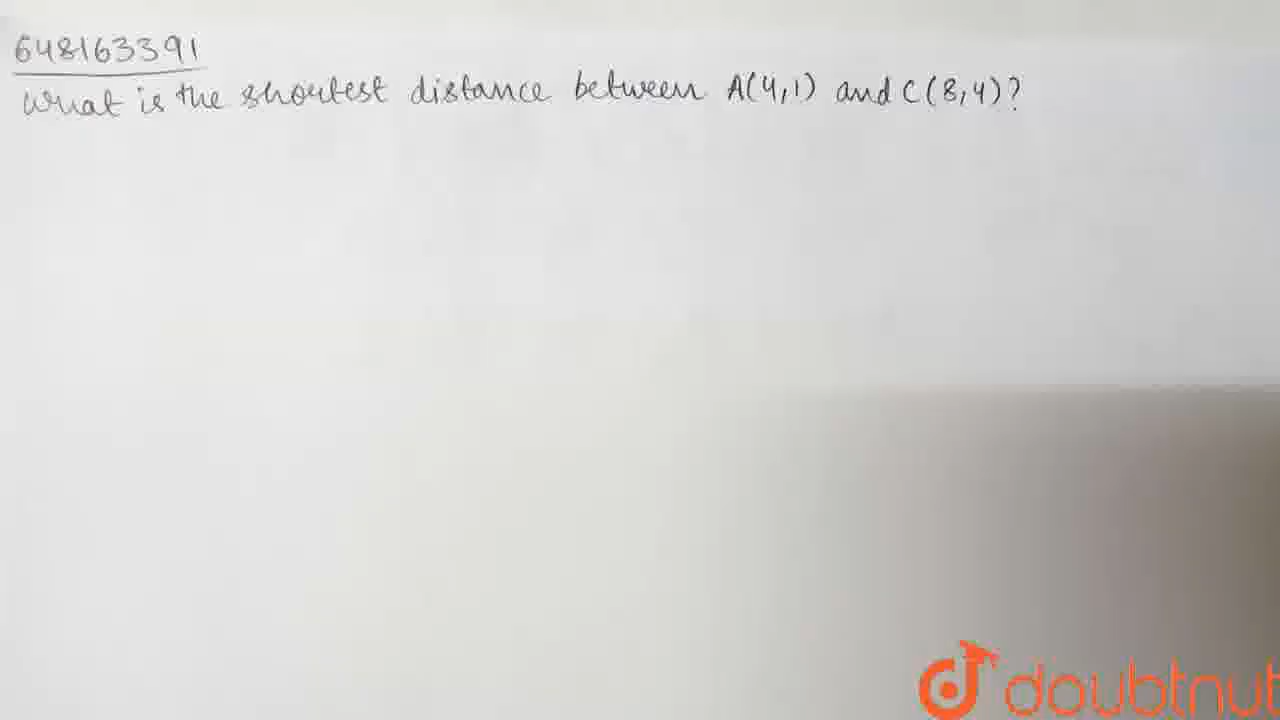 648163391
What is the shortest distance between A(4,1) and C(8,4)?
doubtnut